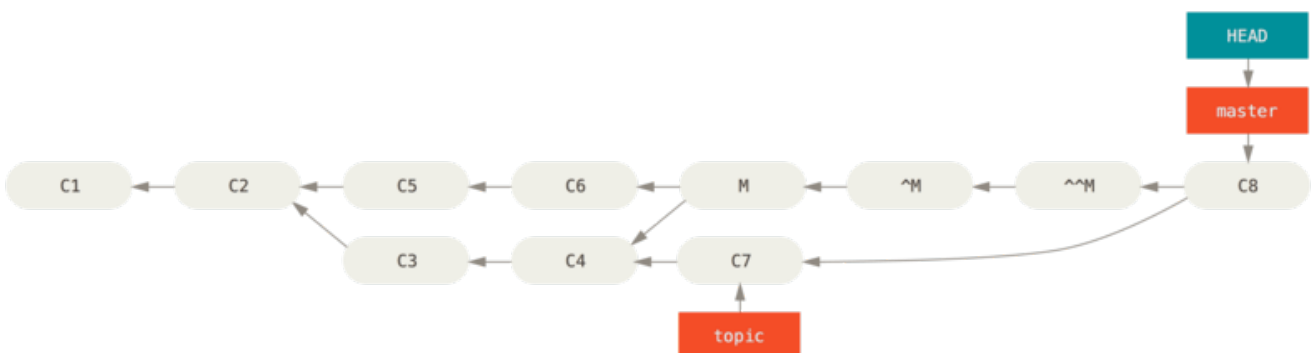 HEAD
master
C1 C2 C5 C6 M ^M ^^M C8
C3 C4 C7
topic